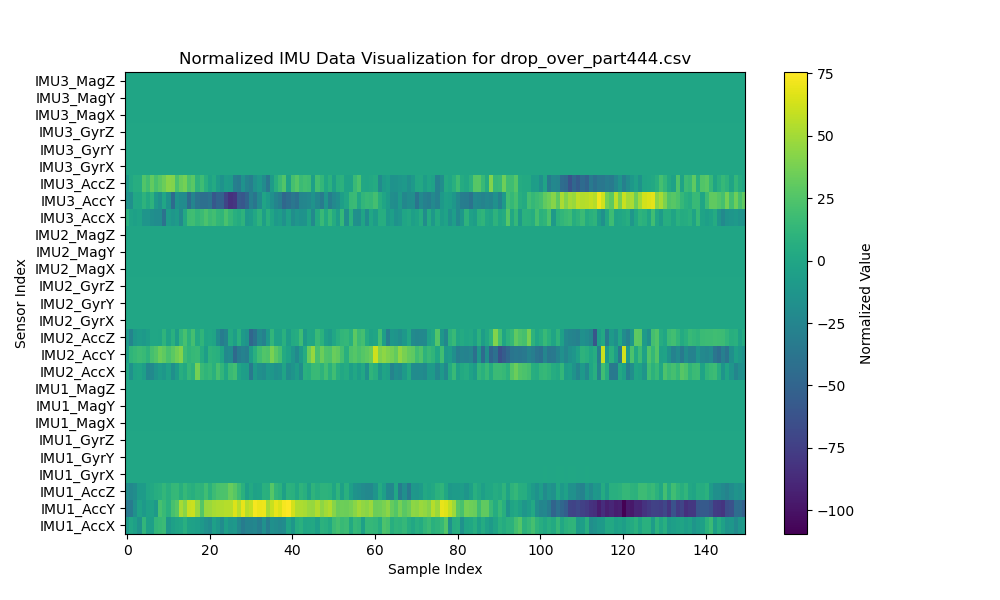 Normalized IMU Data Visualization for drop_over_part444.csv
Sensor Index
IMU3_MagZ
IMU3_MagY
IMU3_MagX
IMU3_GyrZ
IMU3_GyrY
IMU3_GyrX
IMU3_AccZ
IMU3_AccY
IMU3_AccX
IMU2_MagZ
IMU2_MagY
IMU2_MagX
IMU2_GyrZ
IMU2_GyrY
IMU2_GyrX
IMU2_AccZ
IMU2_AccY
IMU2_AccX
IMU1_MagZ
IMU1_MagY
IMU1_MagX
IMU1_GyrZ
IMU1_GyrY
IMU1_GyrX
IMU1_AccZ
IMU1_AccY
IMU1_AccX
0 20 40 60 80 100 120 140
Sample Index
75
50
25
0
−25
−50
−75
−100
Normalized Value